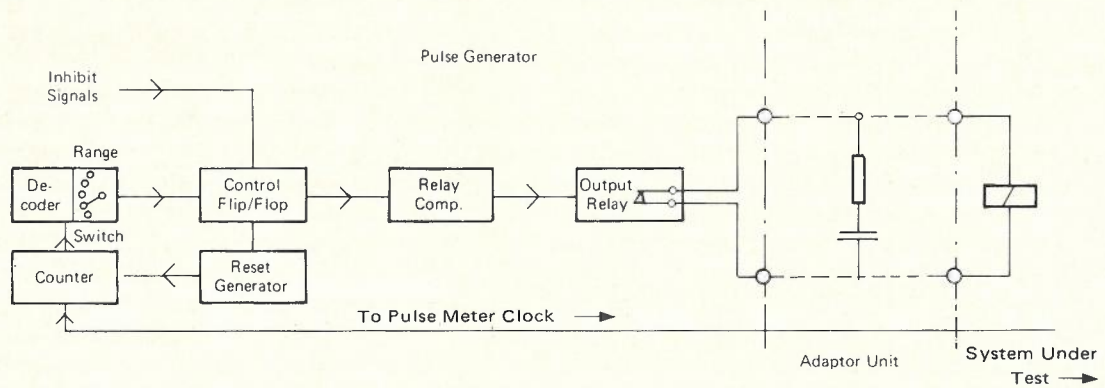 Pulse Generator
Inhibit
Signals
Range
De-
coder
Switch
Control
Flip/Flop
Relay
Comp.
Output
Relay
Counter
Reset
Generator
To Pulse Meter Clock
Adaptor Unit
System Under
Test